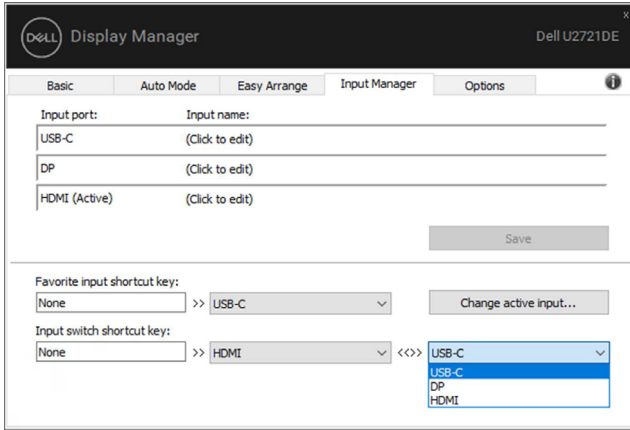 x
DELL Display Manager Dell U2721DE
Basic Auto Mode Easy Arrange Input Manager Options i
Input port: Input name:
USB-C (Click to edit)
DP (Click to edit)
HDMI (Active) (Click to edit)
Save
Favorite input shortcut key:
None >> USB-C Change active input...
Input switch shortcut key:
None >> HDMI <<>> USB-C
USB-C
DP
HDMI